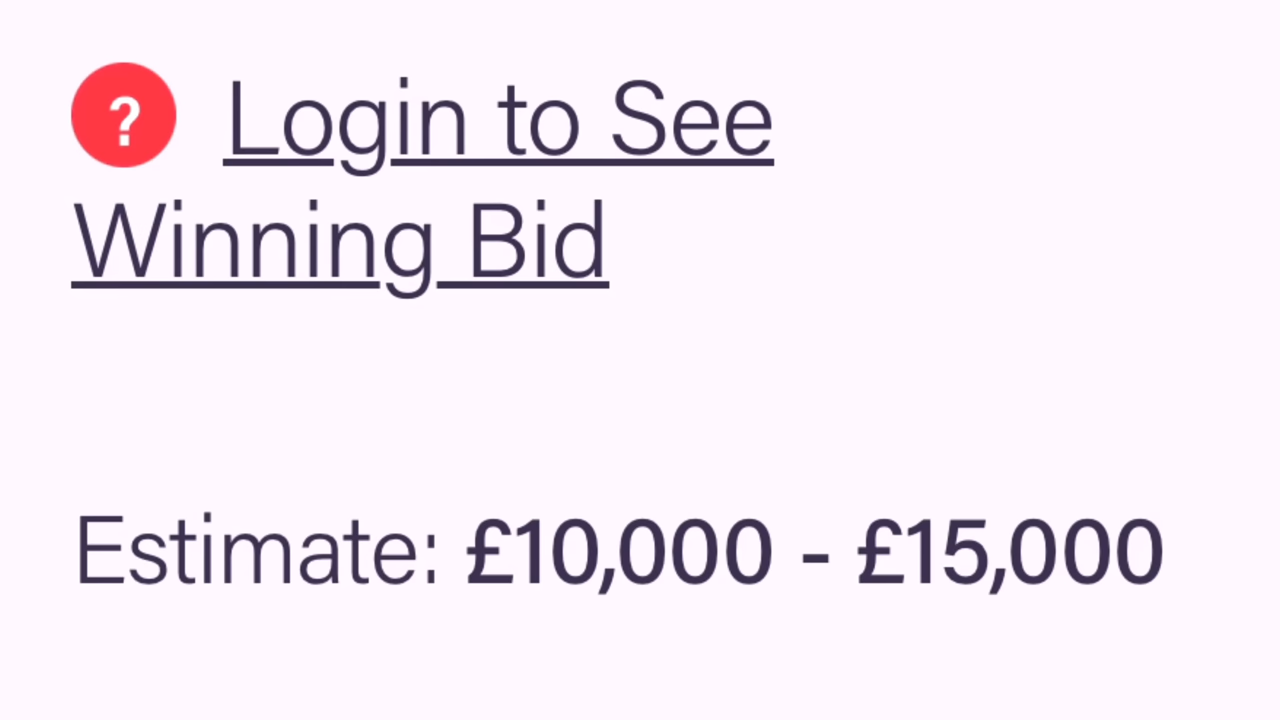 ? Login to See
Winning Bid
Estimate: £10,000 - £15,000